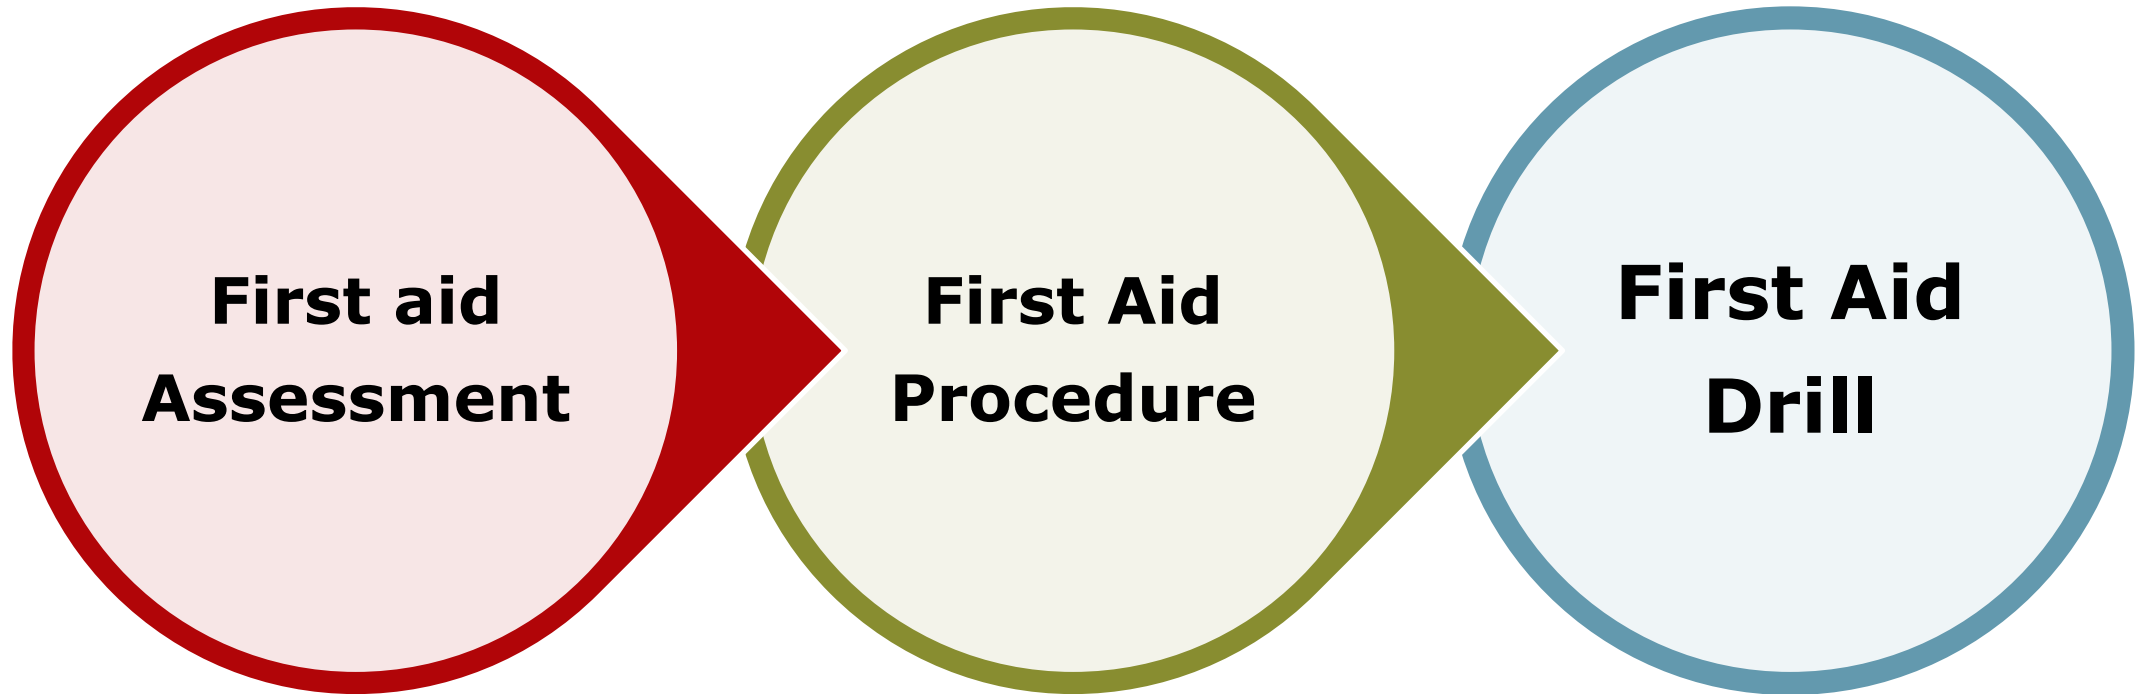 First aid
Assessment
First Aid
Procedure
First Aid
Drill